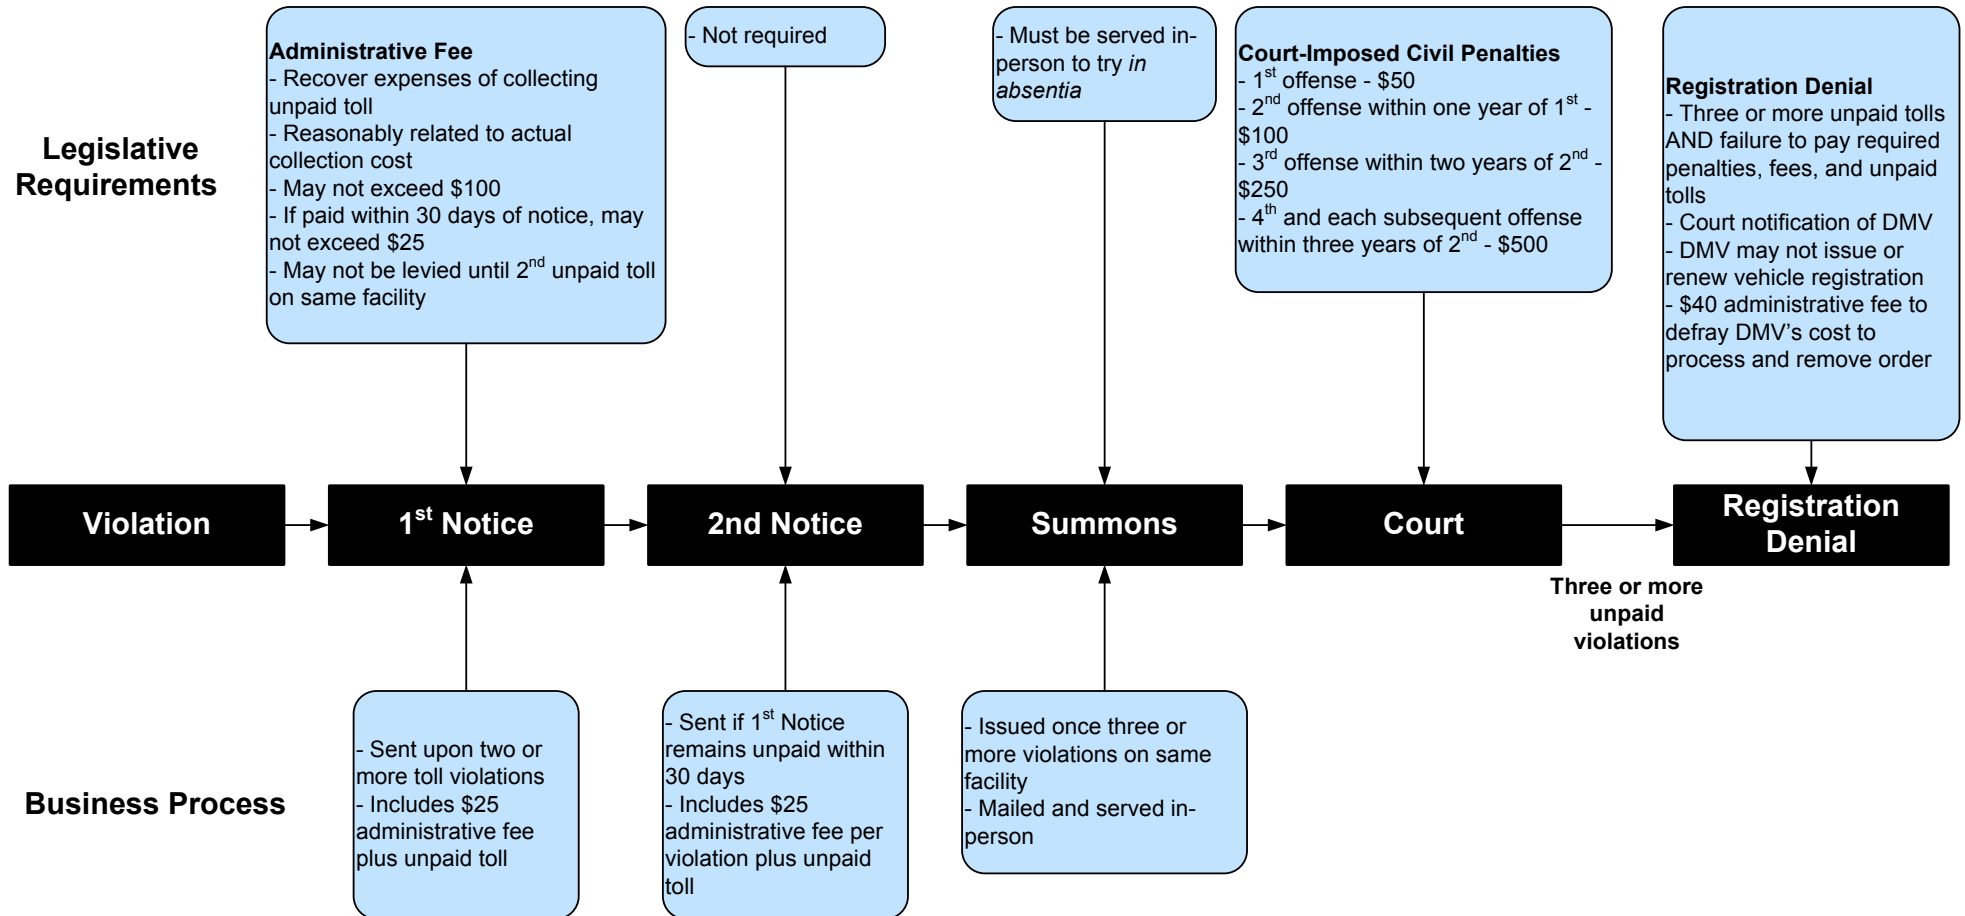 Legislative
Requirements
Administrative Fee
- Recover expenses of collecting
unpaid toll
- Reasonably related to actual
collection cost
- May not exceed $100
- If paid within 30 days of notice, may
not exceed $25
- May not be levied until 2nd unpaid toll
on same facility
- Not required
- Must be served in-
person to try in
absentia
Court-Imposed Civil Penalties
- 1st offense - $50
- 2nd offense within one year of 1st -
$100
- 3rd offense within two years of 2nd -
$250
- 4th and each subsequent offense
within three years of 2nd - $500
Registration Denial
- Three or more unpaid tolls
AND failure to pay required
penalties, fees, and unpaid
tolls
- Court notification of DMV
- DMV may not issue or
renew vehicle registration
- $40 administrative fee to
defray DMV’s cost to
process and remove order
Violation
1st Notice
2nd Notice
Summons
Court
Registration
Denial
Three or more
unpaid
violations
Business Process
- Sent upon two or
more toll violations
- Includes $25
administrative fee
plus unpaid toll
- Sent if 1st Notice
remains unpaid within
30 days
- Includes $25
administrative fee per
violation plus unpaid
toll
- Issued once three or
more violations on same
facility
- Mailed and served in-
person